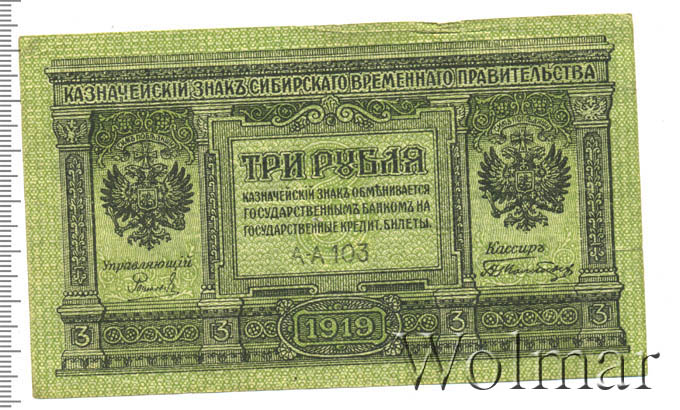 КАЗНАЧЕЙСКІЙ ЗНАКЪ СИБИРСКАГО ВРЕМЕННАГО ПРАВИТЕЛЬСТВА
ТРИ РУБЛЯ
КАЗНАЧЕЙСКІЙ ЗНАКЪ ОБМѢНИВАЕТСЯ
ГОСУДАРСТВЕННЫМЪ БАНКОМЪ НА
ГОСУДАРСТВЕННЫЕ КРЕДИТ. БИЛЕТЫ.
А-А 103
Управляющій
Кассиръ
3 3 1919 3 3
Wolmar